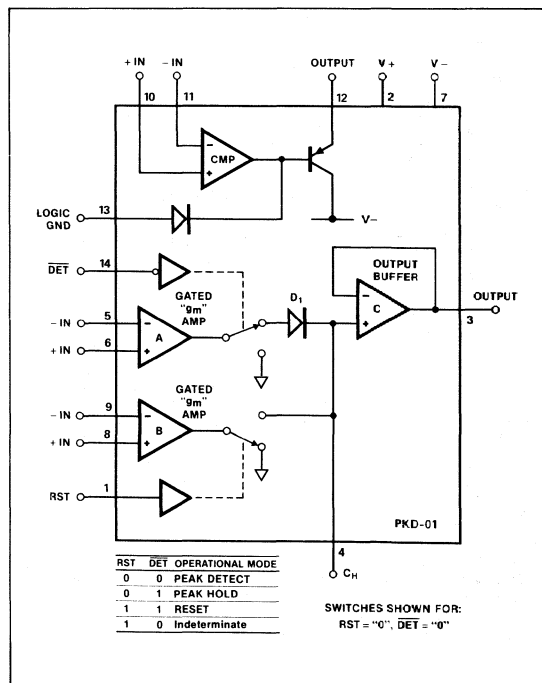 + IN
- IN
OUTPUT
V +
V -
10
11
12
2
7
-
CMP
+
V-
LOGIC
GND
13
DET
14
GATED
"gm"
AMP
OUTPUT
BUFFER
D1
- IN
5
-
A
+ IN
6
+
-
C
+
OUTPUT
3
GATED
"gm"
AMP
- IN
9
-
B
+ IN
8
+
RST
1
PKD-01
4
CH
RST DET OPERATIONAL MODE
0 0 PEAK DETECT
0 1 PEAK HOLD
1 1 RESET
1 0 Indeterminate
SWITCHES SHOWN FOR:
RST = "0", DET = "0"